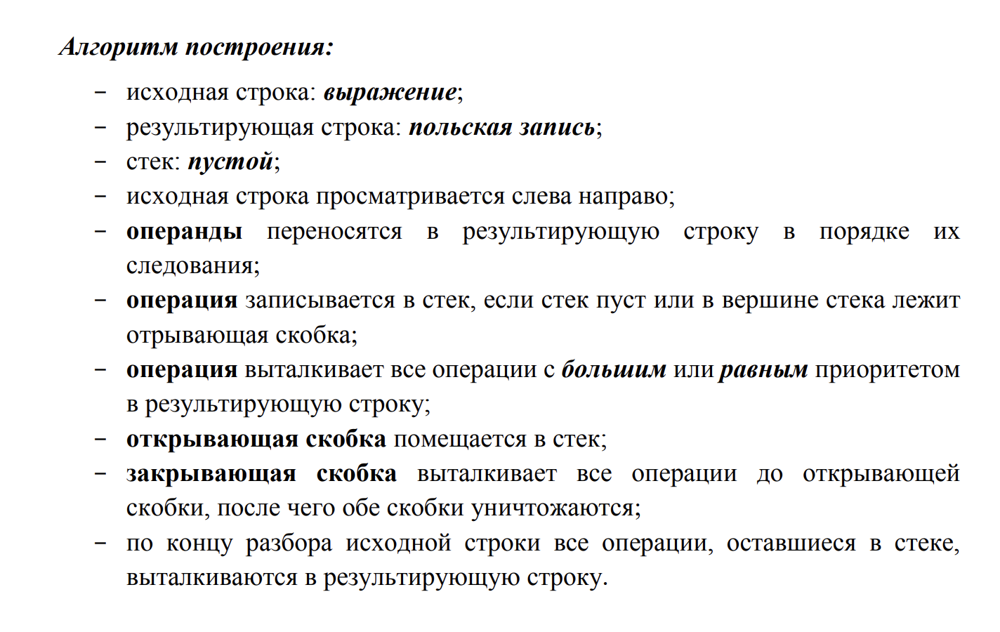 Алгоритм построения:
− исходная строка: выражение;
− результирующая строка: польская запись;
− стек: пустой;
− исходная строка просматривается слева направо;
− операнды переносятся в результирующую строку в порядке их
следования;
− операция записывается в стек, если стек пуст или в вершине стека лежит
отрывающая скобка;
− операция выталкивает все операции с большим или равным приоритетом
в результирующую строку;
− открывающая скобка помещается в стек;
− закрывающая скобка выталкивает все операции до открывающей
скобки, после чего обе скобки уничтожаются;
− по концу разбора исходной строки все операции, оставшиеся в стеке,
выталкиваются в результирующую строку.